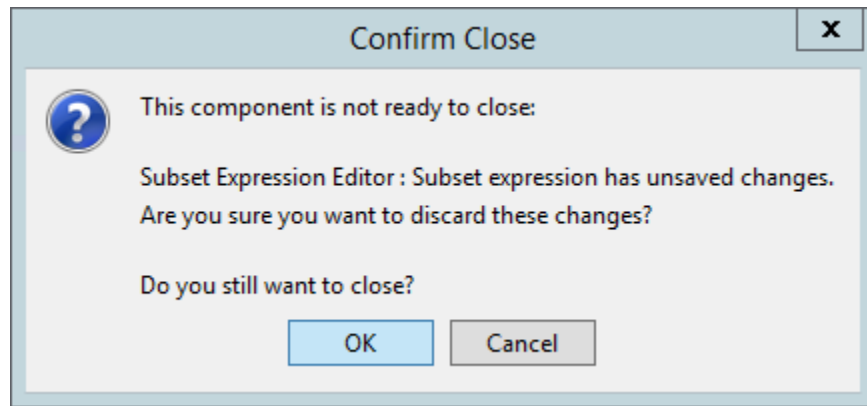 Confirm Close
x
This component is not ready to close:
Subset Expression Editor : Subset expression has unsaved changes.
Are you sure you want to discard these changes?
Do you still want to close?
OK
Cancel